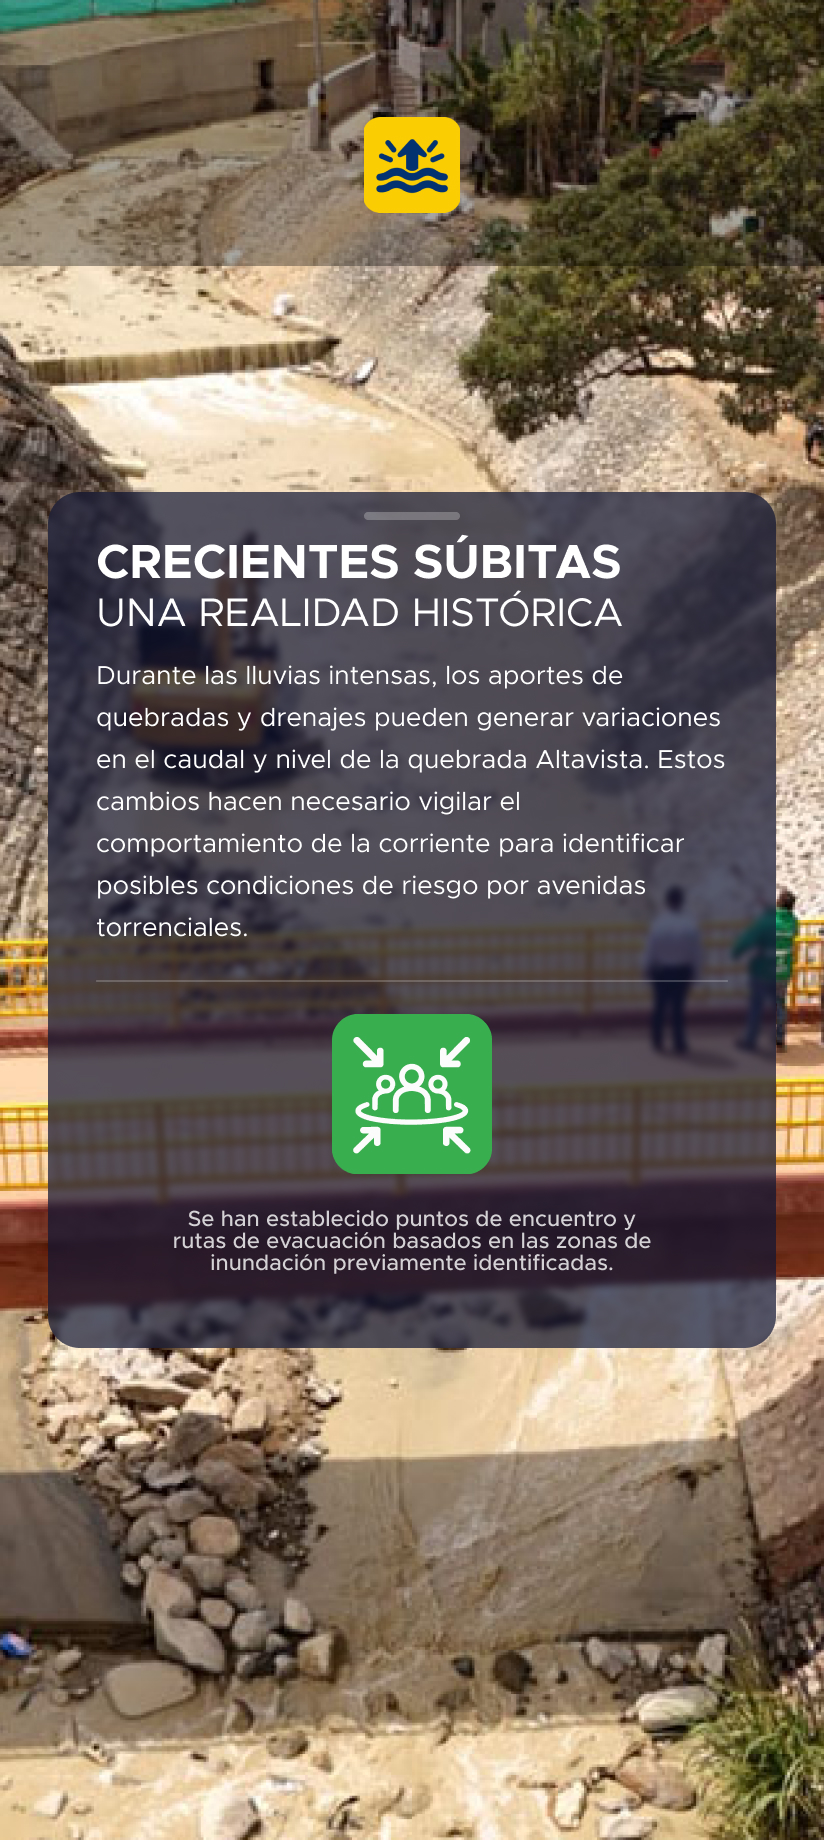 CRECIENTES SÚBITAS
UNA REALIDAD HISTÓRICA
Durante las lluvias intensas, los aportes de
quebradas y drenajes pueden generar variaciones
en el caudal y nivel de la quebrada Altavista. Estos
cambios hacen necesario vigilar el
comportamiento de la corriente para identificar
posibles condiciones de riesgo por avenidas
torrenciales.
Se han establecido puntos de encuentro y
rutas de evacuación basados en las zonas de
inundación previamente identificadas.